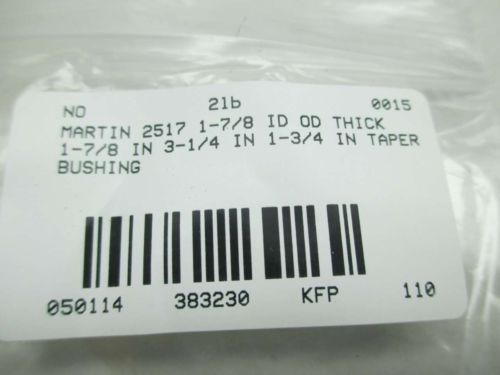 NO 2lb 0015
MARTIN 2517 1-7/8 ID OD THICK
1-7/8 IN 3-1/4 IN 1-3/4 IN TAPER
BUSHING
050114 383230 KFP 110